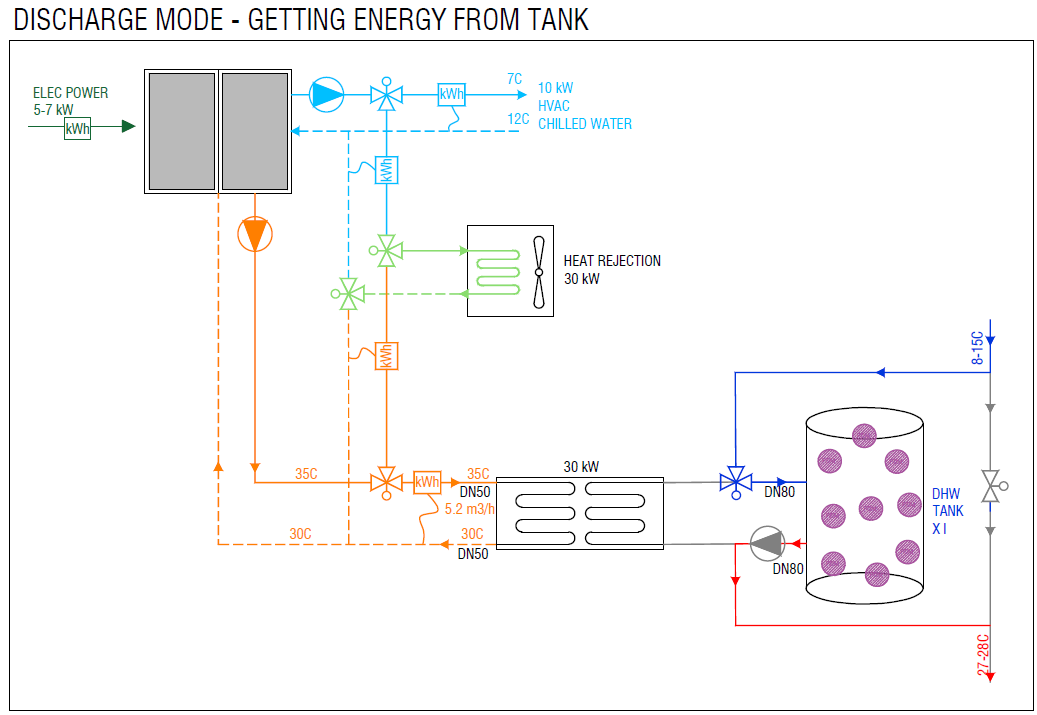 DISCHARGE MODE - GETTING ENERGY FROM TANK
ELEC POWER
5-7 kW
kWh
kWh
7C
12C
10 kW
HVAC
CHILLED WATER
kWh
HEAT REJECTION
30 kW
kWh
8-15C
35C
kWh
35C
DN50
5.2 m3/h
30C
30C
DN50
30 kW
DN80
DN80
DHW
TANK
X I
27-28C